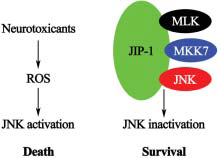 Neurotoxicants
ROS
JNK activation
Death
JIP-1
MLK
MKK7
JNK
JNK inactivation
Survival